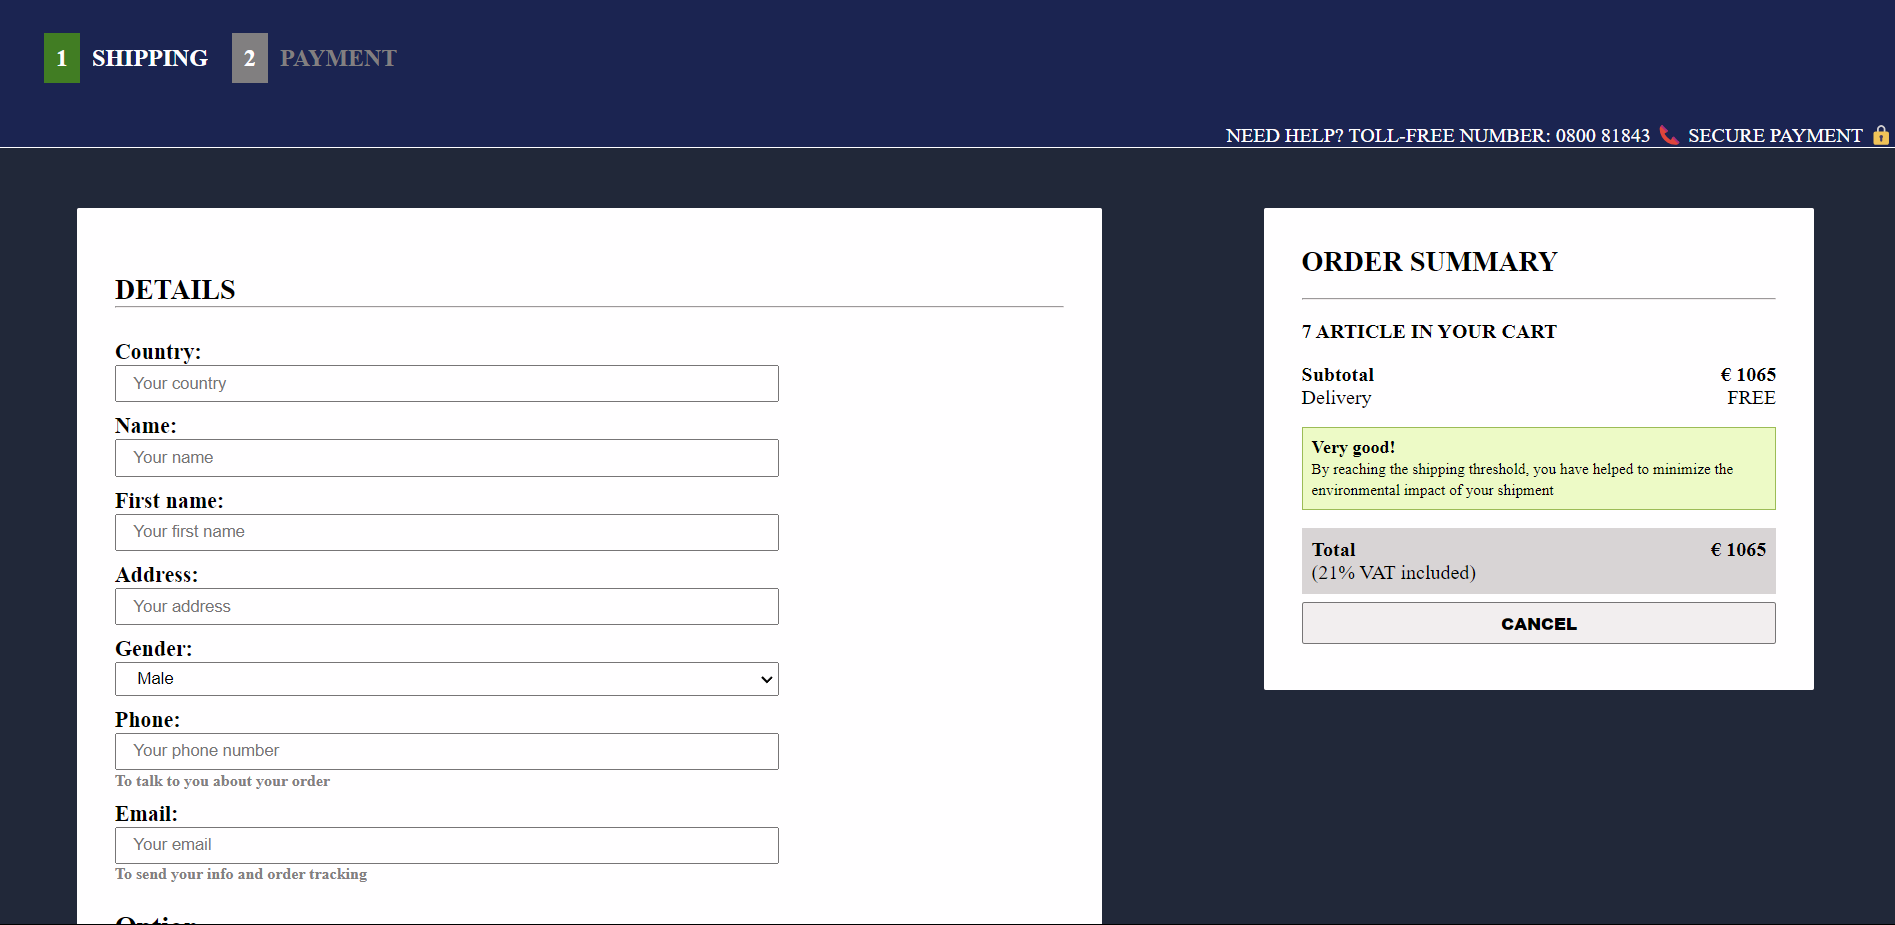 1 SHIPPING 2 PAYMENT
NEED HELP? TOLL-FREE NUMBER: 0800 81843 SECURE PAYMENT
DETAILS
Country:
Your country
Name:
Your name
First name:
Your first name
Address:
Your address
Gender:
Male
Phone:
Your phone number
To talk to you about your order
Email:
Your email
To send your info and order tracking
Option
ORDER SUMMARY
7 ARTICLE IN YOUR CART
Subtotal € 1065
Delivery FREE
Very good!
By reaching the shipping threshold, you have helped to minimize the
environmental impact of your shipment
Total € 1065
(21% VAT included)
CANCEL